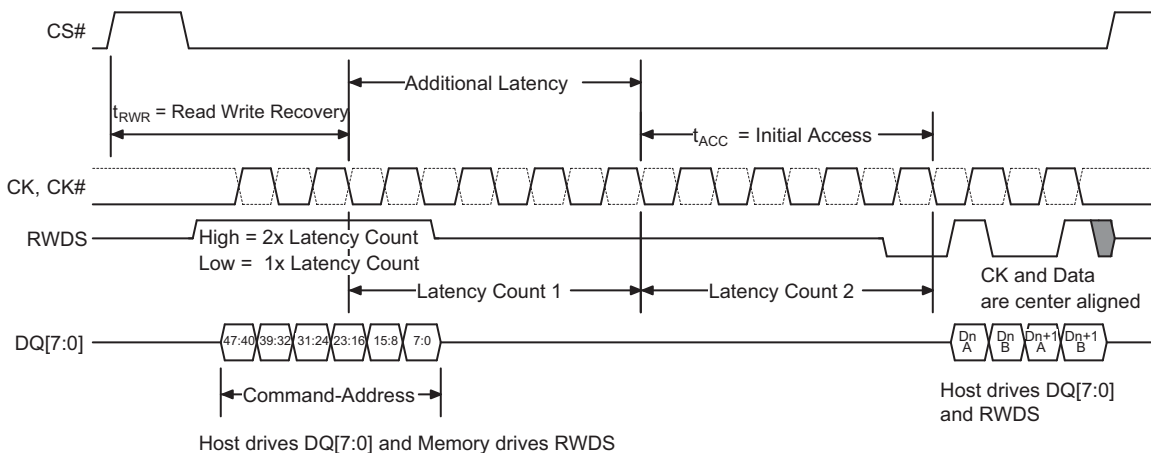 CS#
Additional Latency
tRWR = Read Write Recovery
tACC = Initial Access
CK, CK#
RWDS
High = 2x Latency Count
Low = 1x Latency Count
CK and Data
are center aligned
Latency Count 1
Latency Count 2
DQ[7:0]
47:40
39:32
31:24
23:16
15:8
7:0
Dn
A
Dn
B
Dn+1
A
Dn+1
B
Command-Address
Host drives DQ[7:0]
and RWDS
Host drives DQ[7:0] and Memory drives RWDS